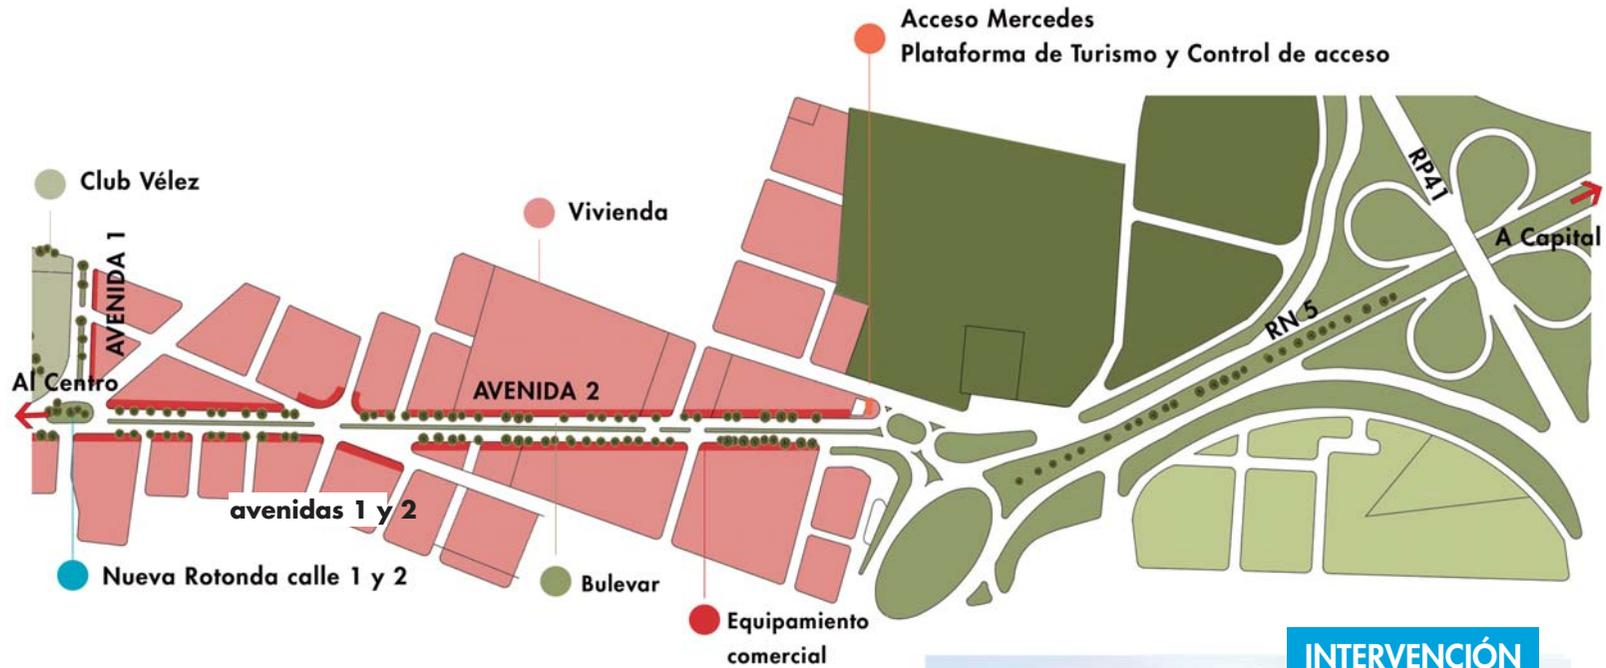 Acceso Mercedes
Plataforma de Turismo y Control de acceso
Club Vélez
Vivienda
AVENIDA 1
RP41
A Capital
RN 5
Al Centro
AVENIDA 2
avenidas 1 y 2
Nueva Rotonda calle 1 y 2
Bulevar
Equipamiento
comercial
INTERVENCIÓN